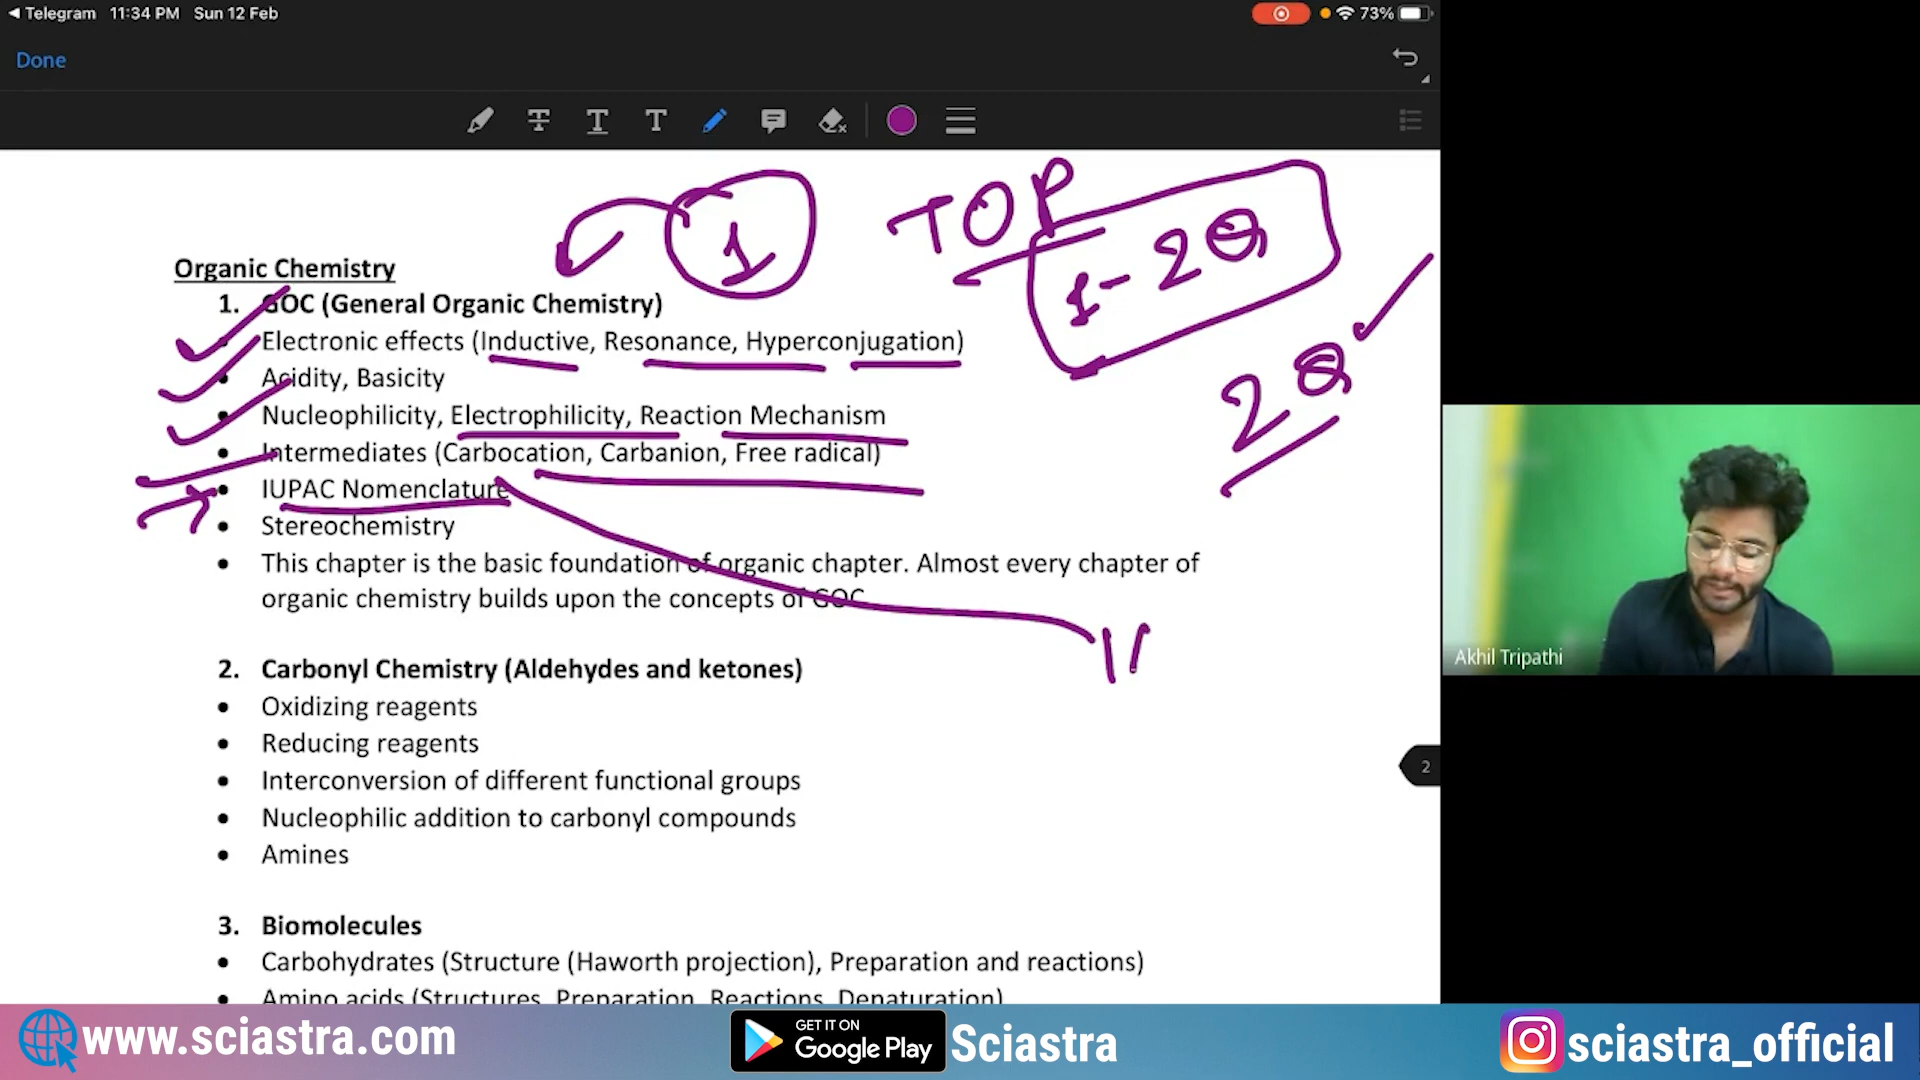 Telegram 11:34 PM Sun 12 Feb 73%
Done
1 TOP
1-2Q
2Q
Organic Chemistry
1. GOC (General Organic Chemistry)
• Electronic effects (Inductive, Resonance, Hyperconjugation)
• Acidity, Basicity
• Nucleophilicity, Electrophilicity, Reaction Mechanism
• Intermediates (Carbocation, Carbanion, Free radical)
• IUPAC Nomenclature
• Stereochemistry
• This chapter is the basic foundation of organic chapter. Almost every chapter of
organic chemistry builds upon the concepts of GOC
2. Carbonyl Chemistry (Aldehydes and ketones)
• Oxidizing reagents
• Reducing reagents
• Interconversion of different functional groups
• Nucleophilic addition to carbonyl compounds
• Amines
3. Biomolecules
• Carbohydrates (Structure (Haworth projection), Preparation and reactions)
• Amino acids (Structures, Preparation, Reactions, Denaturation)
2
Akhil Tripathi
www.sciastra.com
GET IT ON
Google Play
Sciastra
sciastra_official